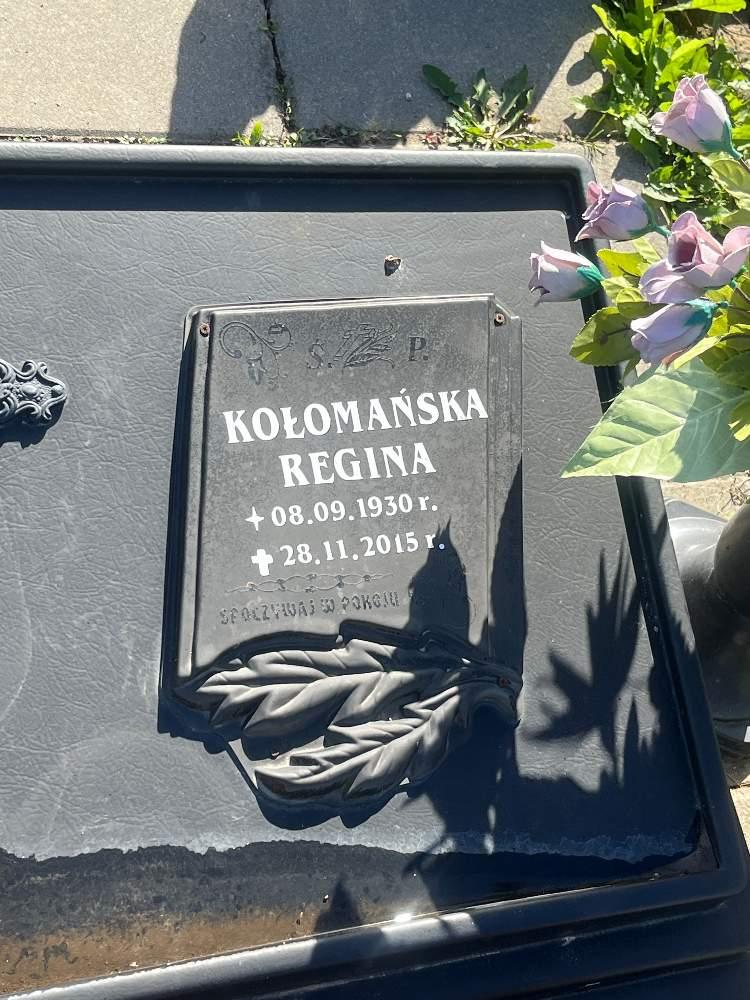 Ś. P.
KOŁOMAŃSKA
REGINA
08.09.1930 r.
28.11.2015 r.
SPOCZYWAJ W POKOJU